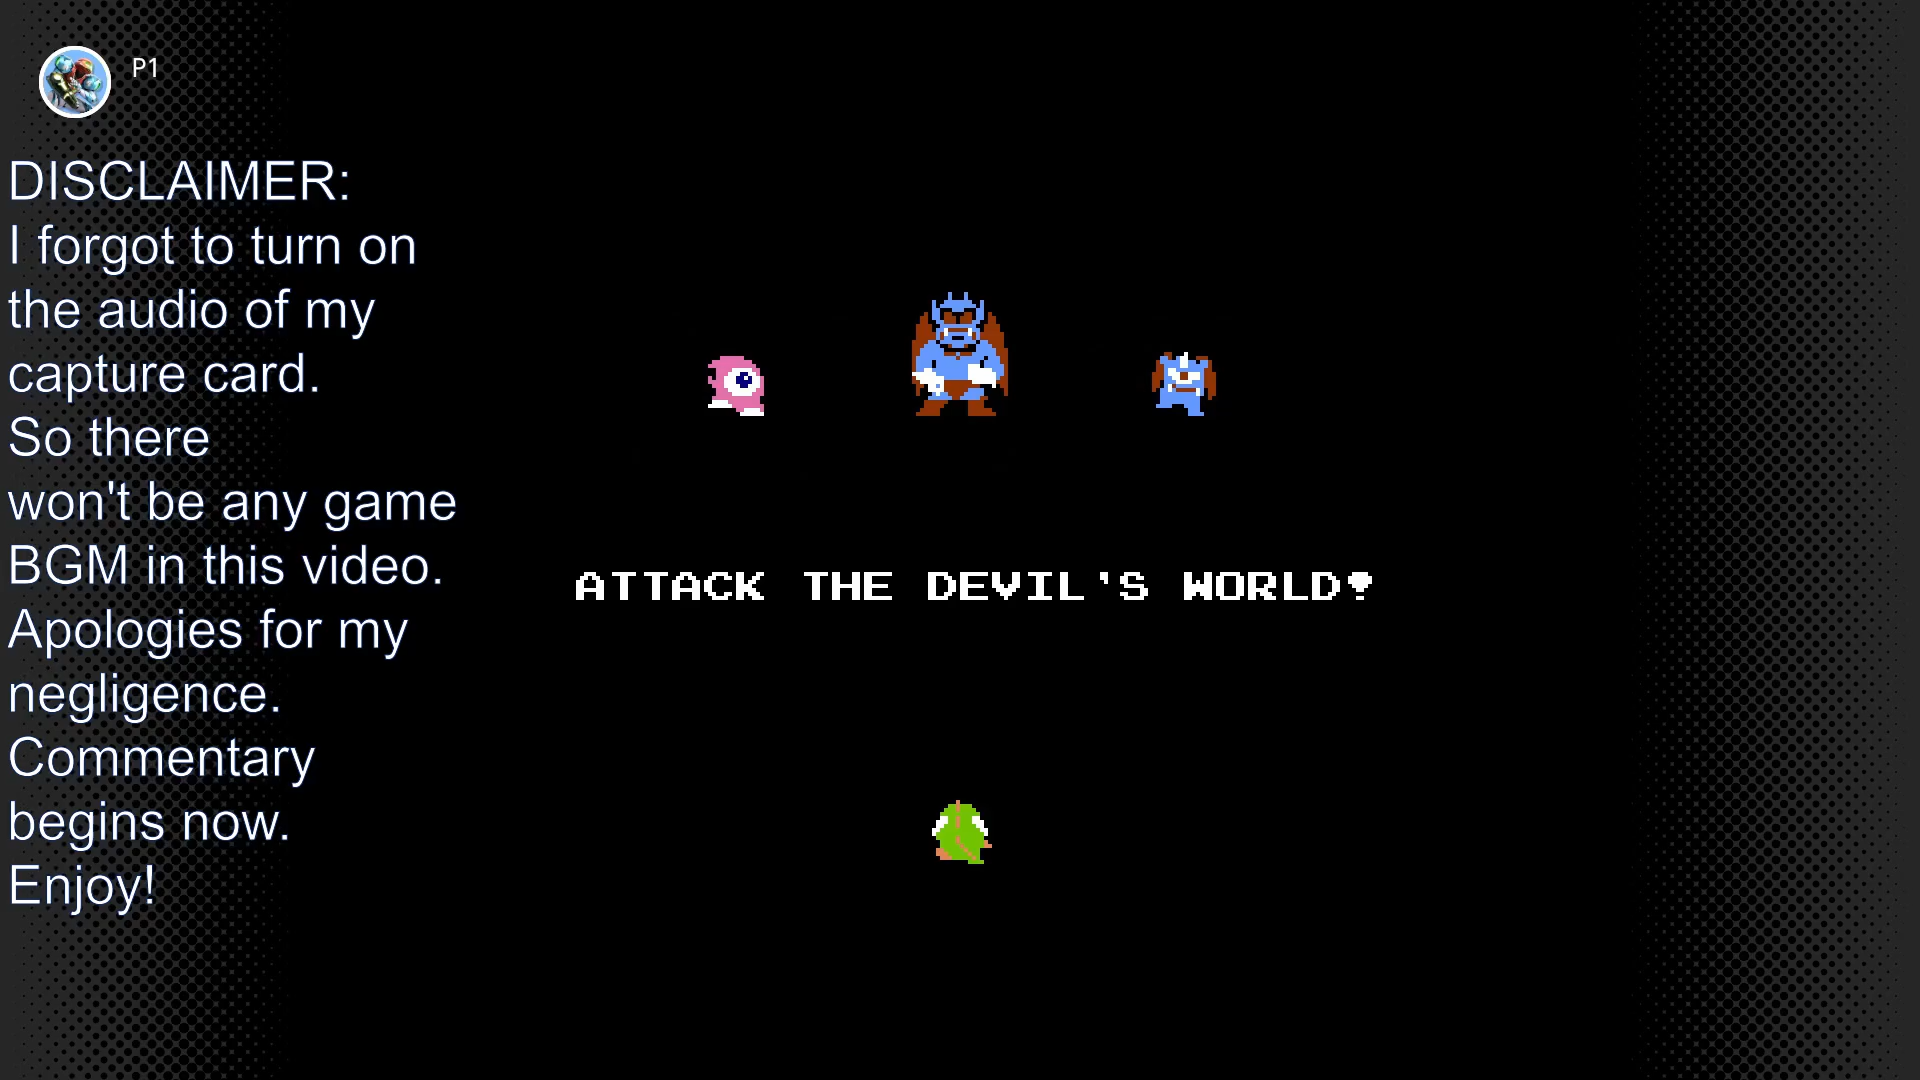 P1
DISCLAIMER:
I forgot to turn on
the audio of my
capture card.
So there
won't be any game
BGM in this video.
Apologies for my
negligence.
Commentary
begins now.
Enjoy!
ATTACK THE DEVIL'S WORLD!